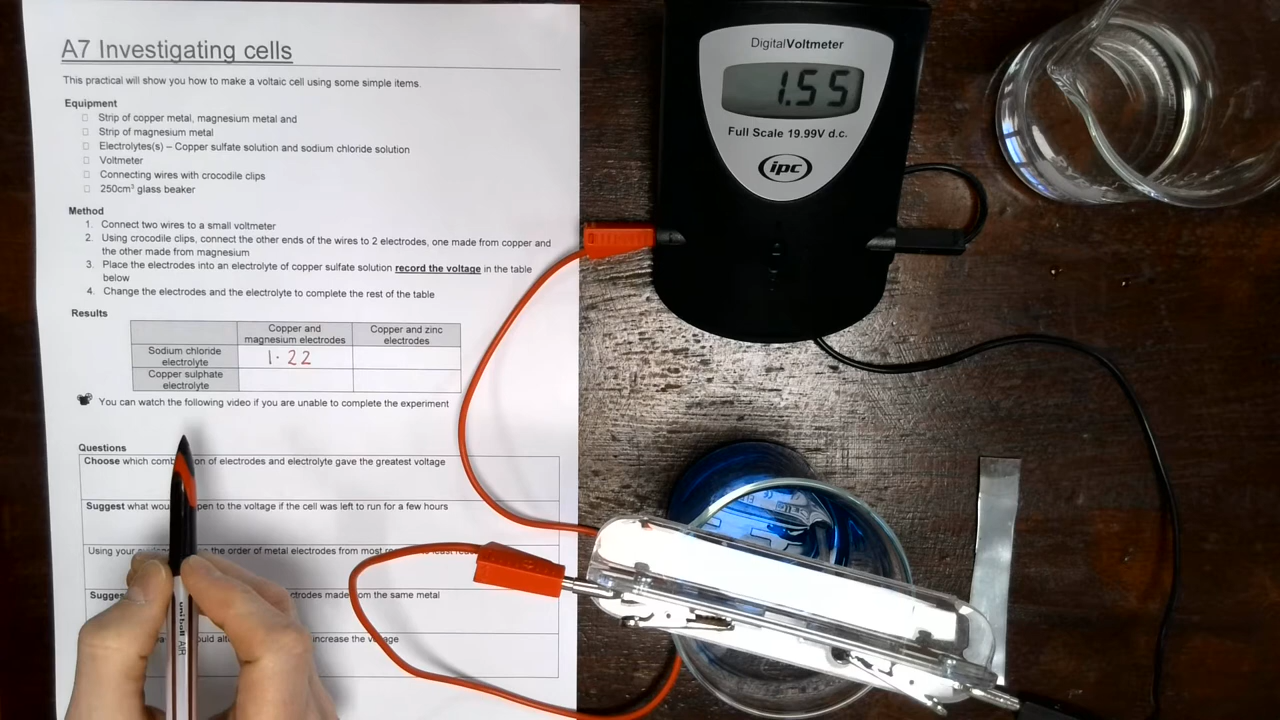 A7 Investigating cells
This practical will show you how to make a voltaic cell using some simple items.
Equipment
Strip of copper metal, magnesium metal and
Strip of magnesium metal
Electrolytes(s) – Copper sulfate solution and sodium chloride solution
Voltmeter
Connecting wires with crocodile clips
250cm³ glass beaker
Method
1. Connect two wires to a small voltmeter
2. Using crocodile clips, connect the other ends of the wires to 2 electrodes, one made from copper and
the other made from magnesium
3. Place the electrodes into an electrolyte of copper sulfate solution record the voltage in the table
below
4. Change the electrodes and the electrolyte to complete the rest of the table
Results
Copper and
magnesium electrodes
Copper and zinc
electrodes
Sodium chloride
electrolyte
1.22
Copper sulphate
electrolyte
You can watch the following video if you are unable to complete the experiment
Questions
Choose which comb on of electrodes and electrolyte gave the greatest voltage
Suggest what wou pen to the voltage if the cell was left to run for a few hours
Using your the order of metal electrodes from most
Sugges ctrodes made om the same metal
ould alt increase the v age
uni-ball AIR
DigitalVoltmeter
1.55
Full Scale 19.99V d.c.
ipc